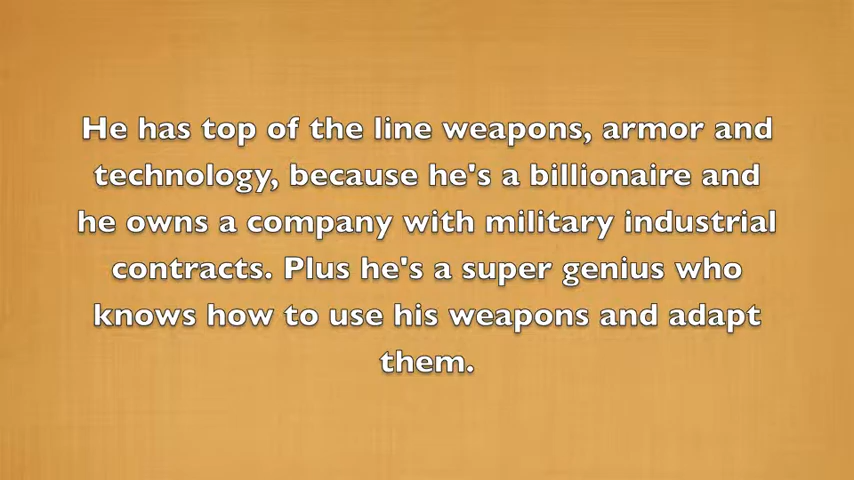 He has top of the line weapons, armor and
technology, because he's a billionaire and
he owns a company with military industrial
contracts. Plus he's a super genius who
knows how to use his weapons and adapt
them.